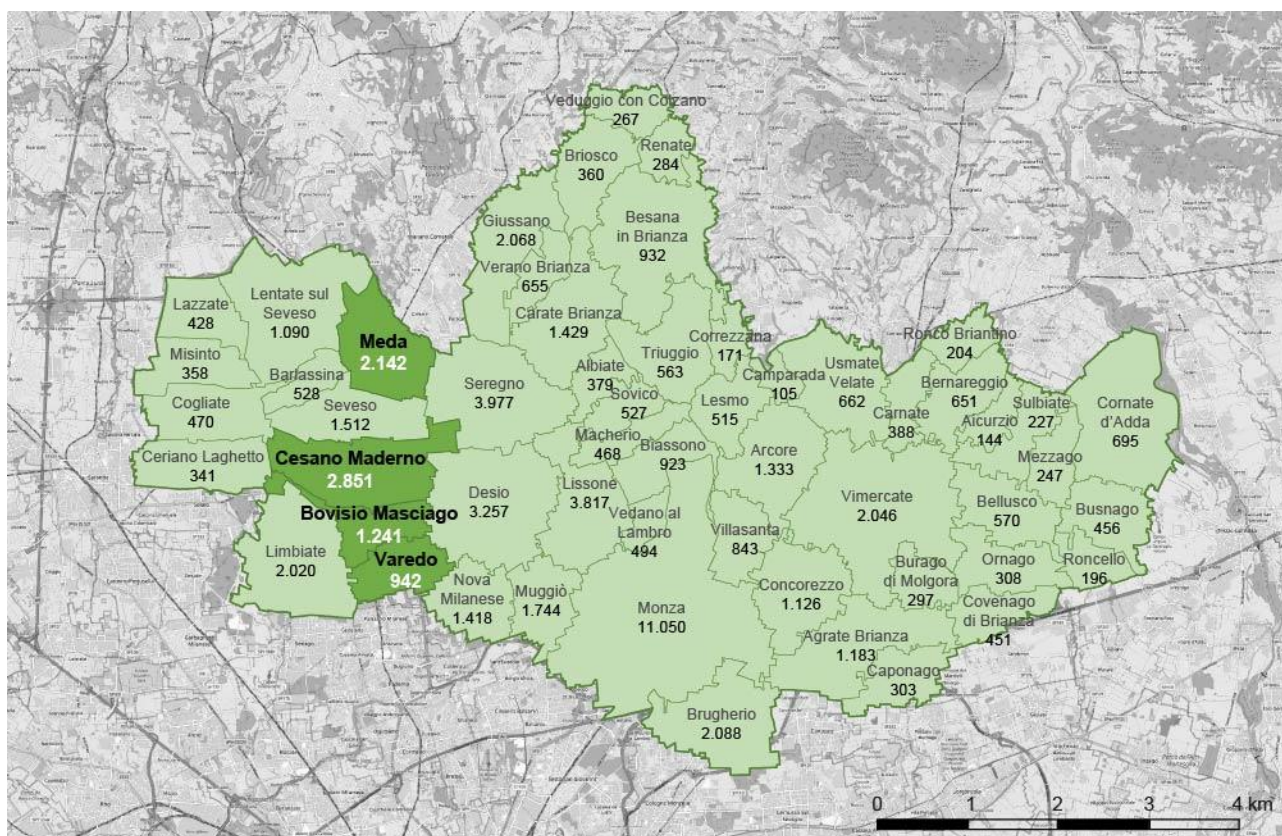 Veduggio con Colzano
267
Renate
284
Briosco
360
Giussano
2.068
Besana
in Brianza
932
Verano Brianza
655
Carate Brianza
1.429
Lazzate
428
Lentate sul
Seveso
1.090
Meda
2.142
Misinto
358
Barlassina
528
Cogliate
470
Seveso
1.512
Seregno
3.977
Albiate
379
Triuggio
563
Correzzana
171
Sovico
527
Lesmo
515
Camparada
105
Usmate
Velate
662
Ronco Briantino
204
Bernareggio
651
Carnate
388
Aicurzio
144
Sulbiate
227
Cornate
d'Adda
695
Mezzago
247
Ceriano Laghetto
341
Cesano Maderno
2.851
Macherio
468
Biassono
923
Arcore
1.333
Desio
3.257
Lissone
3.817
Vedano al
Lambro
494
Villasanta
843
Vimercate
2.046
Bellusco
570
Busnago
456
Bovisio Masciago
1.241
Limbiate
2.020
Varedo
942
Nova
Milanese
1.418
Muggiò
1.744
Monza
11.050
Concorezzo
1.126
Burago
di Molgora
297
Ornago
308
Roncello
196
Covenago
di Brianza
451
Agrate Brianza
1.183
Caponago
303
Brugherio
2.088
0 1 2 3 4 km